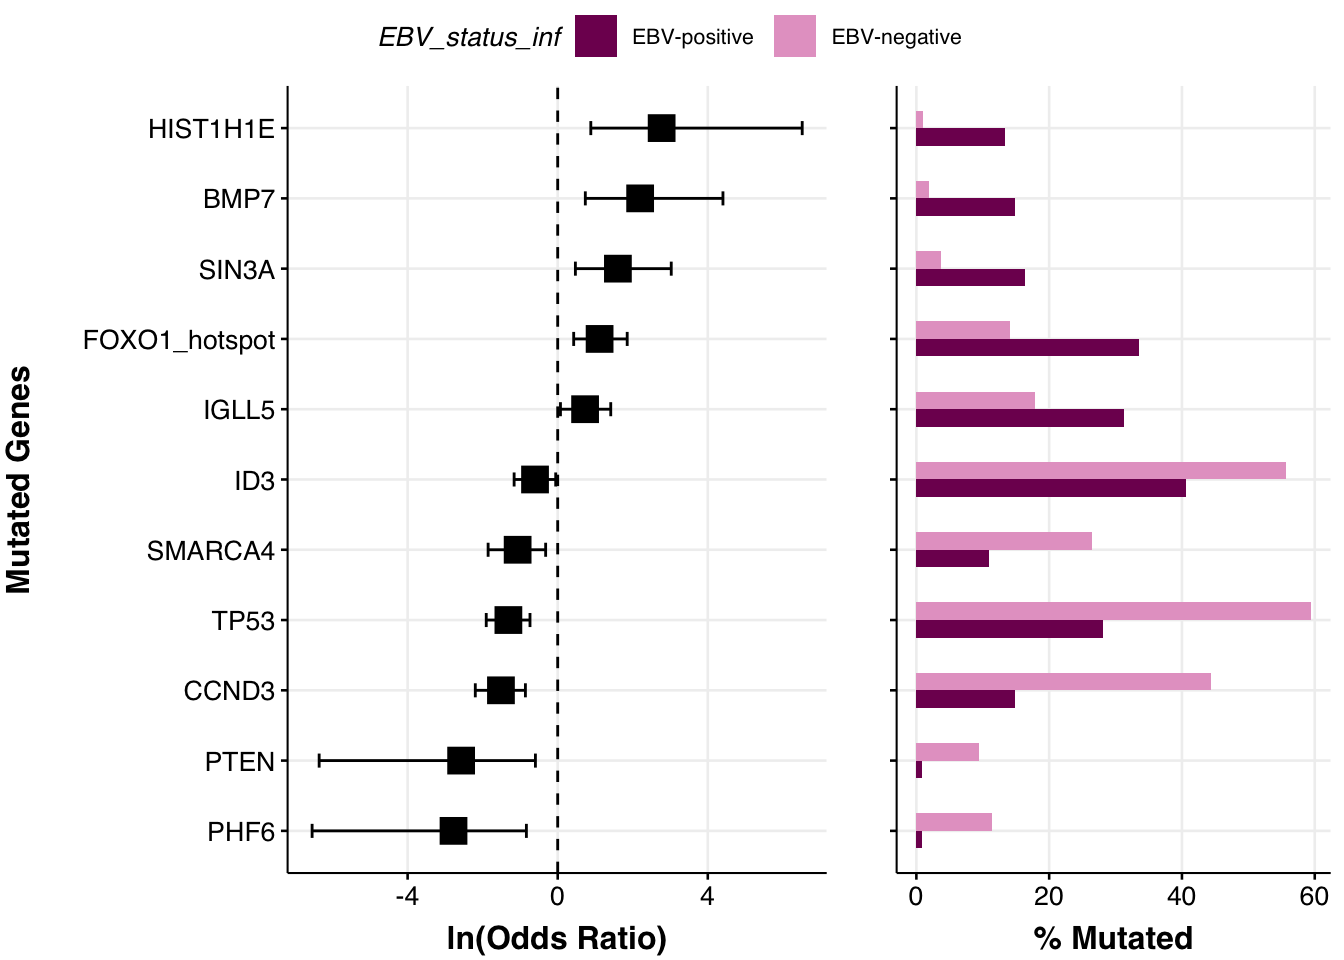 EBV_status_inf EBV-positive EBV-negative
Mutated Genes
HIST1H1E
BMP7
SIN3A
FOXO1_hotspot
IGLL5
ID3
SMARCA4
TP53
CCND3
PTEN
PHF6
-4 0 4
ln(Odds Ratio)
0 20 40 60
% Mutated